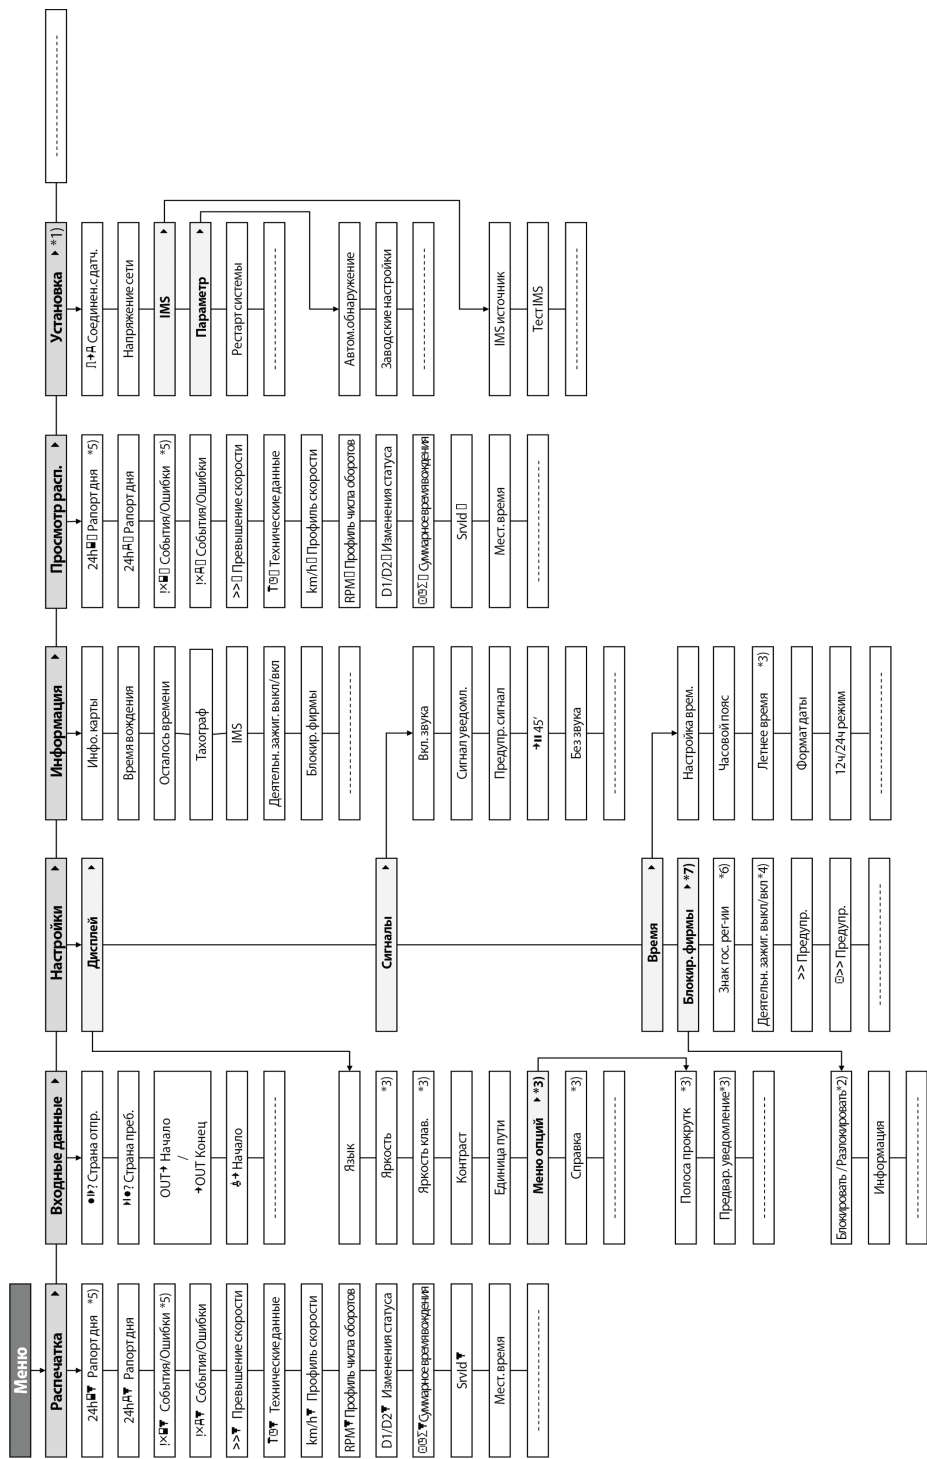 Меню
Распечатка
24h▼ Рапорт дня *5)
24h▼ Рапорт дня
!×▼ События/Ошибки *5)
!×▼ События/Ошибки
>>▼ Превышение скорости
T▼ Технические данные
km/h▼ Профиль скорости
RPM▼ Профиль числа оборотов
D1/D2▼ Изменения статуса
Σ▼ Суммарное время вождения
Srvld ▼
Мест. время
Входные данные ▶
? Страна отпр.
? Страна преб.
OUT→ Начало
/
→OUT Конец
→ Начало
Настройки ▶
Дисплей ▶
Язык
Яркость *3)
Яркость клав. *3)
Контраст
Единица пути
Меню опций ▶ *3)
Справка *3)
Полоса прокрутк *3)
Предвар. уведомление*3)
Сигналы ▶
Вкл. звука
Сигнал уведомл.
Предупр. сигнал
45'
Без звука
Время ▶
Настройка врем.
Часовой пояс
Летнее время *3)
Формат даты
12ч/24ч режим
Блокир. фирмы ▶ *7)
Блокировать / Разлокировать*2)
Информация
Знак гос. рег-ии *6)
Деятельн. зажиг. выкл/вкл*4)
>> Предупр.
>> Предупр.
Информация ▶
Инфо. карты
Время вождения
Осталось времени
Тахограф
IMS
Деятельн. зажиг. выкл/вкл
Блокир. фирмы
Просмотр расп. ▶
24h Рапорт дня *5)
24h Рапорт дня
!× События/Ошибки *5)
!× События/Ошибки
>> Превышение скорости
T Технические данные
km/h Профиль скорости
RPM Профиль числа оборотов
D1/D2 Изменения статуса
Σ Суммарное время вождения
Srvld
Мест. время
Установка ▶ *1)
Соединен. с датч.
Напряжение сети
IMS ▶
Параметр ▶
Рестарт системы
Автом. обнаружение
Заводские настройки
IMS источник
Тест IMS